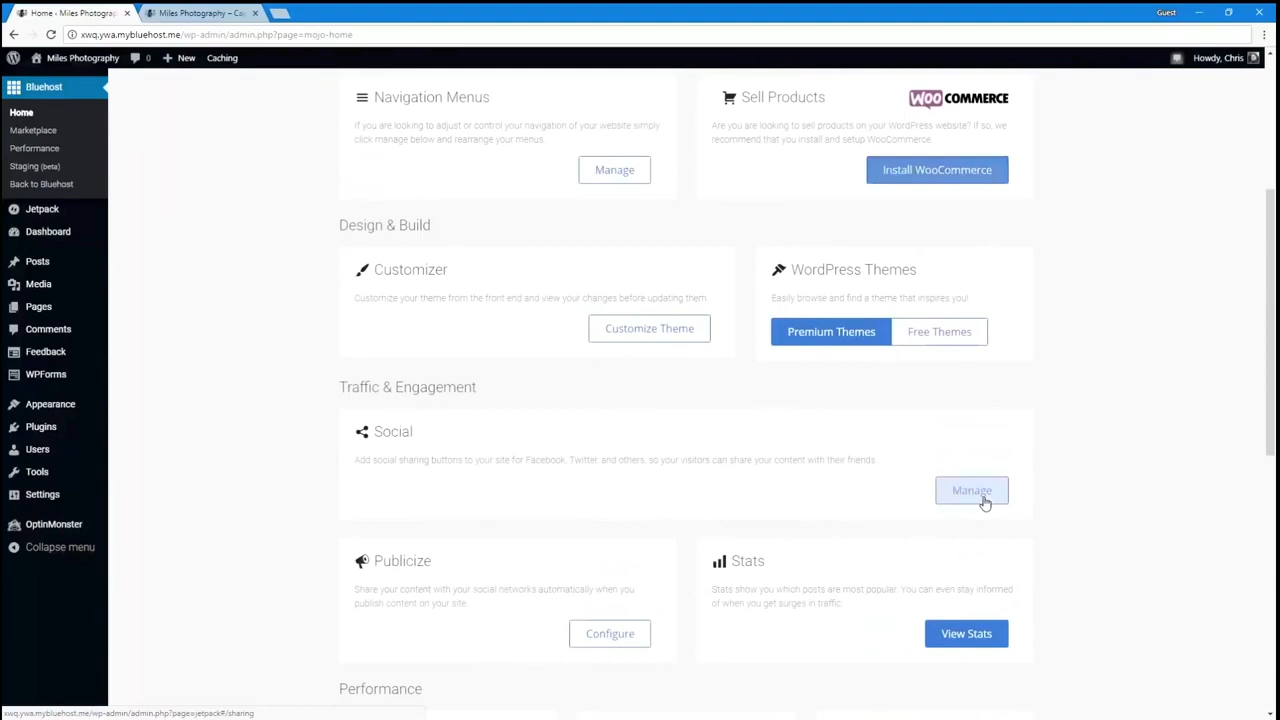 Home ‹ Miles Photography
Miles Photography – Ca
Guest
xwq.ywa.mybluehost.me/wp-admin/admin.php?page=mojo-home
Miles Photography
0
New
Caching
Howdy, Chris
Bluehost
Home
Marketplace
Performance
Staging (beta)
Back to Bluehost
Jetpack
Dashboard
Posts
Media
Pages
Comments
Feedback
WPForms
Appearance
Plugins
Users
Tools
Settings
OptinMonster
Collapse menu
Navigation Menus
If you are looking to adjust or control your navigation of your website simply
click manage below and rearrange your menus.
Manage
Sell Products
WOO COMMERCE
Are you are looking to sell products on your WordPress website? if so, we
recommend that you install and setup WooCommerce.
Install WooCommerce
Design & Build
Customizer
Customize your theme from the front end and view your changes before updating them.
Customize Theme
WordPress Themes
Easily browse and find a theme that inspires you!
Premium Themes
Free Themes
Traffic & Engagement
Social
Add social sharing buttons to your site for Facebook, Twitter, and others, so your visitors can share your content with their friends
Manage
Publicize
Share your content with your social networks automatically when you
publish content on your site.
Configure
Stats
Stats show you which posts are most popular. You can even stay informed
of when you get surges in traffic.
View Stats
Performance
xwq.ywa.mybluehost.me/wp-admin/admin.php?page=jetpack#/sharing